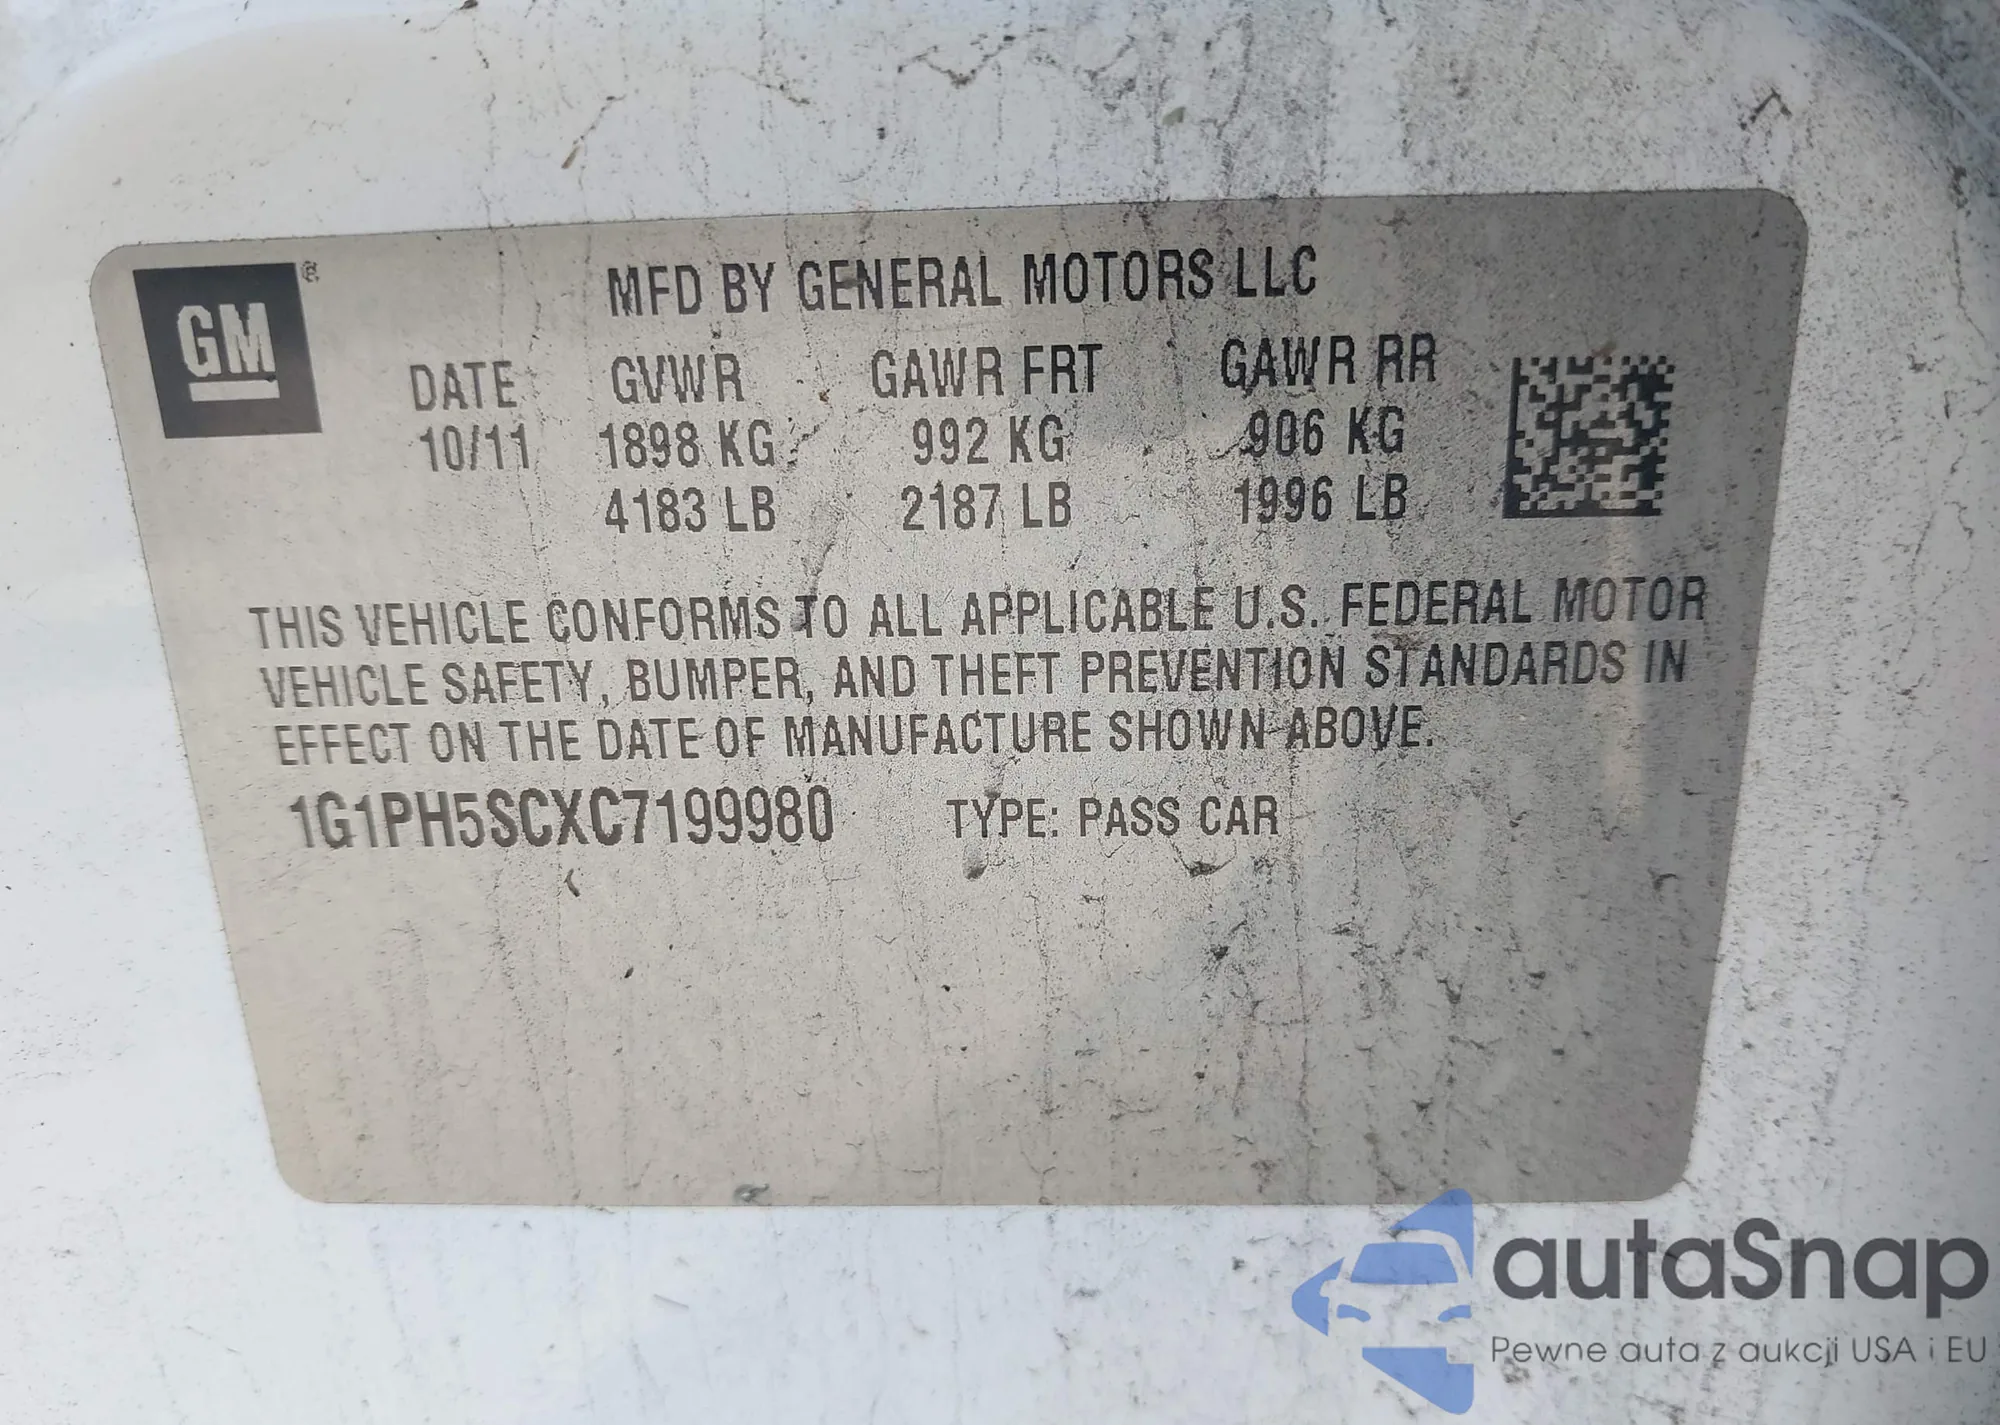 GM®
MFD BY GENERAL MOTORS LLC
DATE GVWR GAWR FRT GAWR RR
10/11 1898 KG 992 KG 906 KG
4183 LB 2187 LB 1996 LB
THIS VEHICLE CONFORMS TO ALL APPLICABLE U.S. FEDERAL MOTOR
VEHICLE SAFETY, BUMPER, AND THEFT PREVENTION STANDARDS IN
EFFECT ON THE DATE OF MANUFACTURE SHOWN ABOVE.
1G1PH5SCXC7199980 TYPE: PASS CAR
autaSnap
Pewne auta z aukcji USA i EU